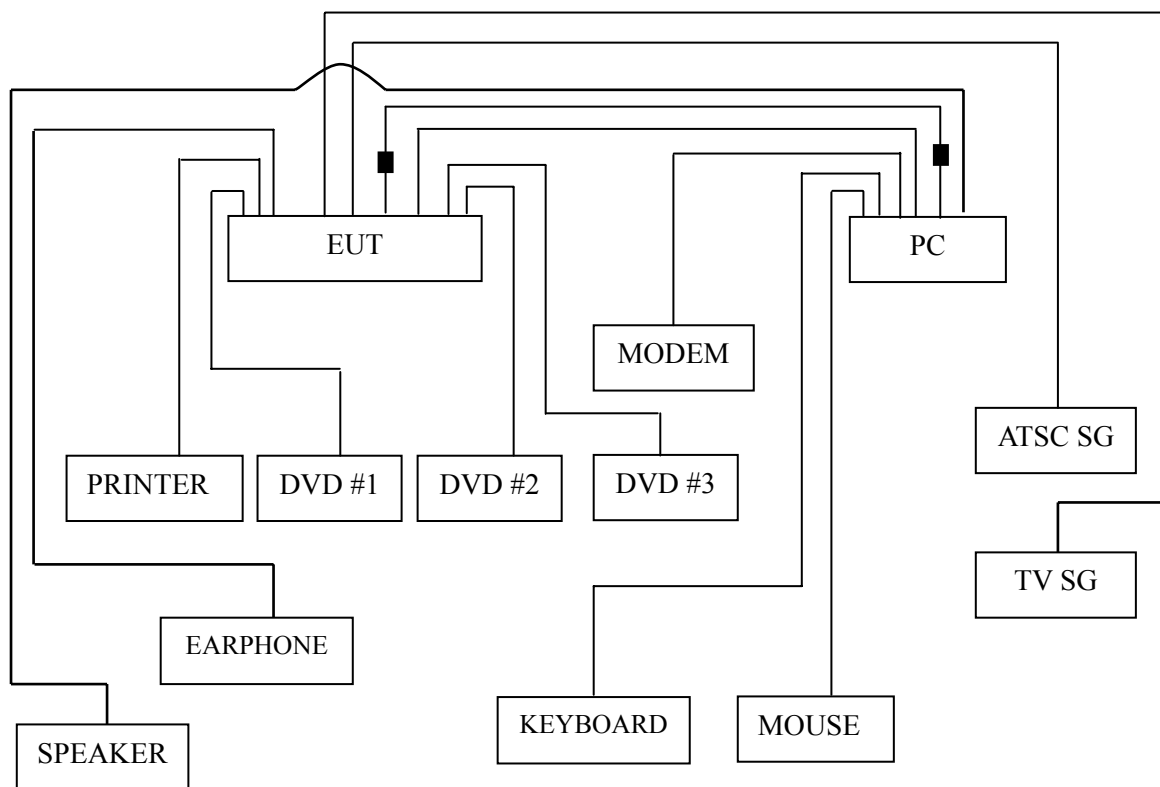 EUT
PC
MODEM
ATSC SG
PRINTER
DVD #1
DVD #2
DVD #3
TV SG
EARPHONE
KEYBOARD
MOUSE
SPEAKER